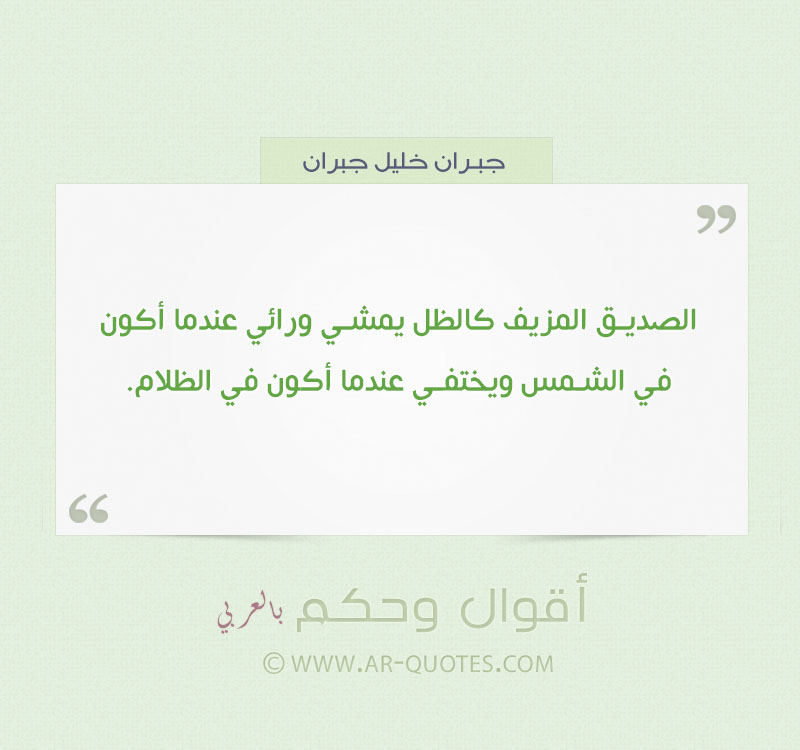 جبران خليل جبران
الصديق المزيف كالظل يمشي ورائي عندما أكون
في الشمس ويختفي عندما أكون في الظلام.
أقوال وحكم بالعربي
© WWW.AR-QUOTES.COM